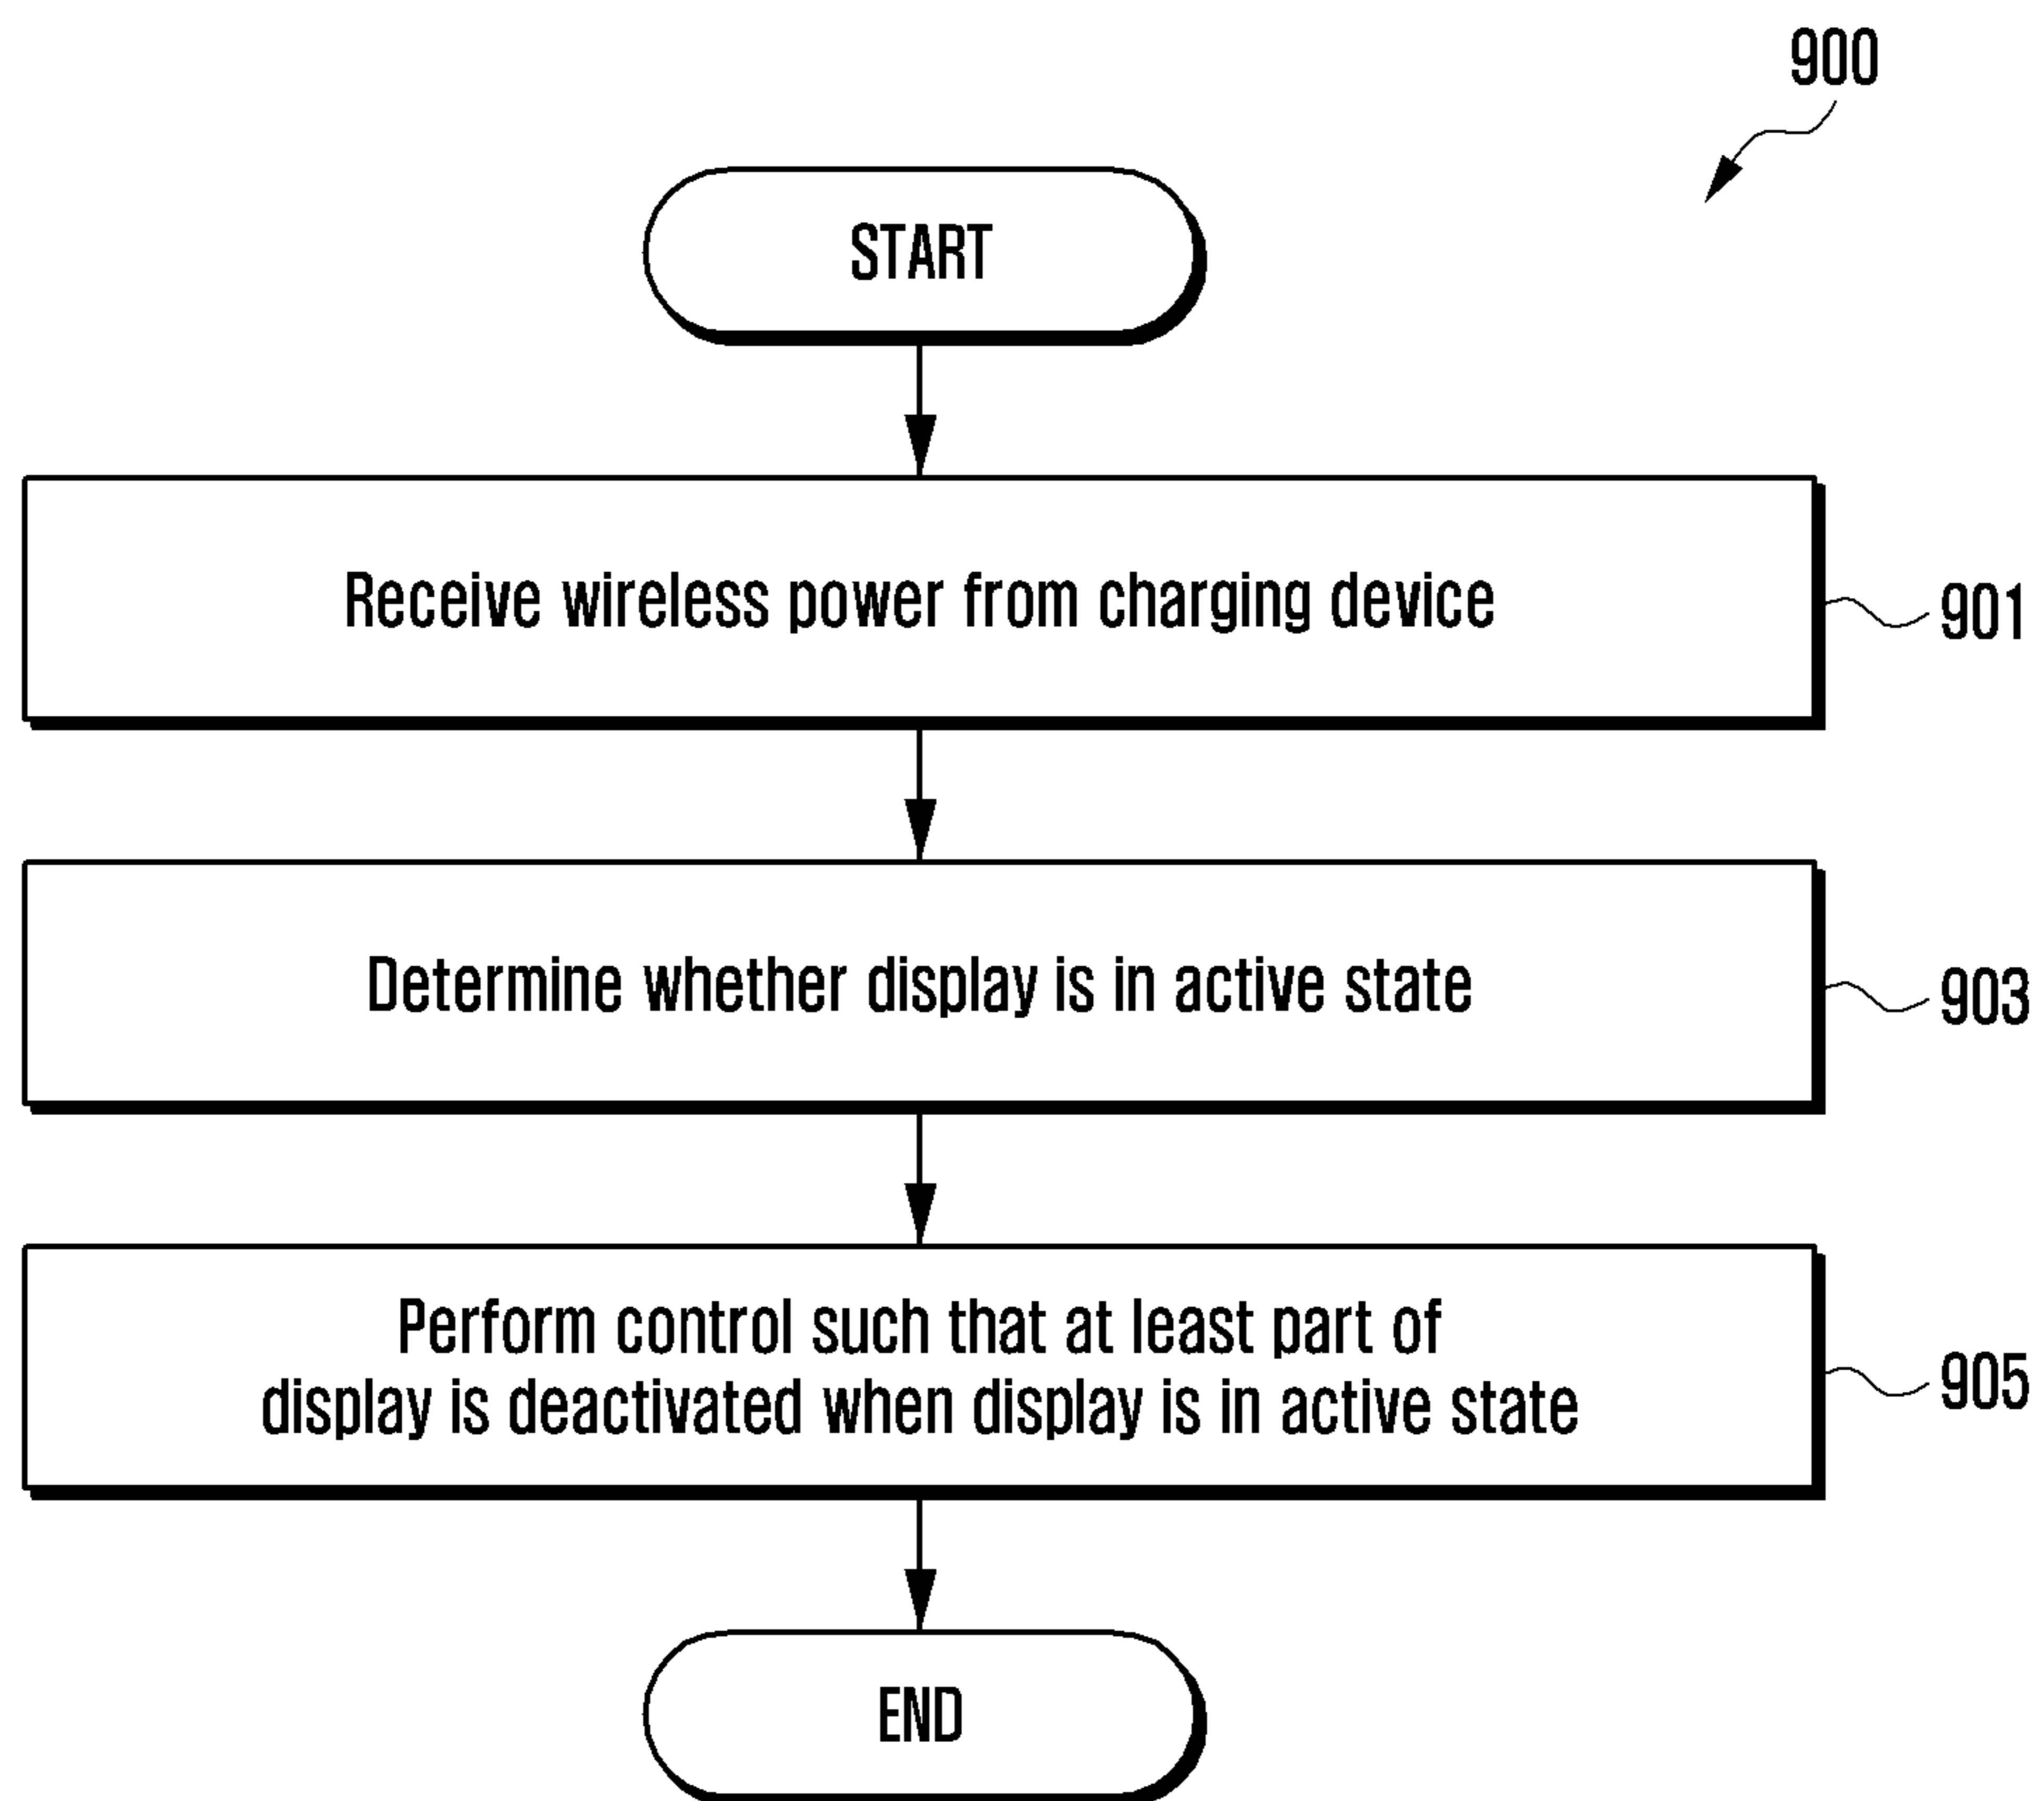 900
START
Receive wireless power from charging device
901
Determine whether display is in active state
903
Perform control such that at least part of
display is deactivated when display is in active state
905
END